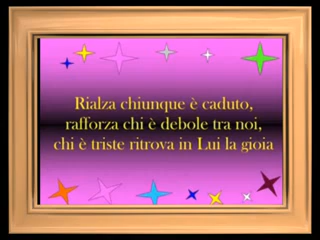 Rialza chiunque è caduto,
rafforza chi è debole tra noi,
chi è triste ritrova in Lui la gioia